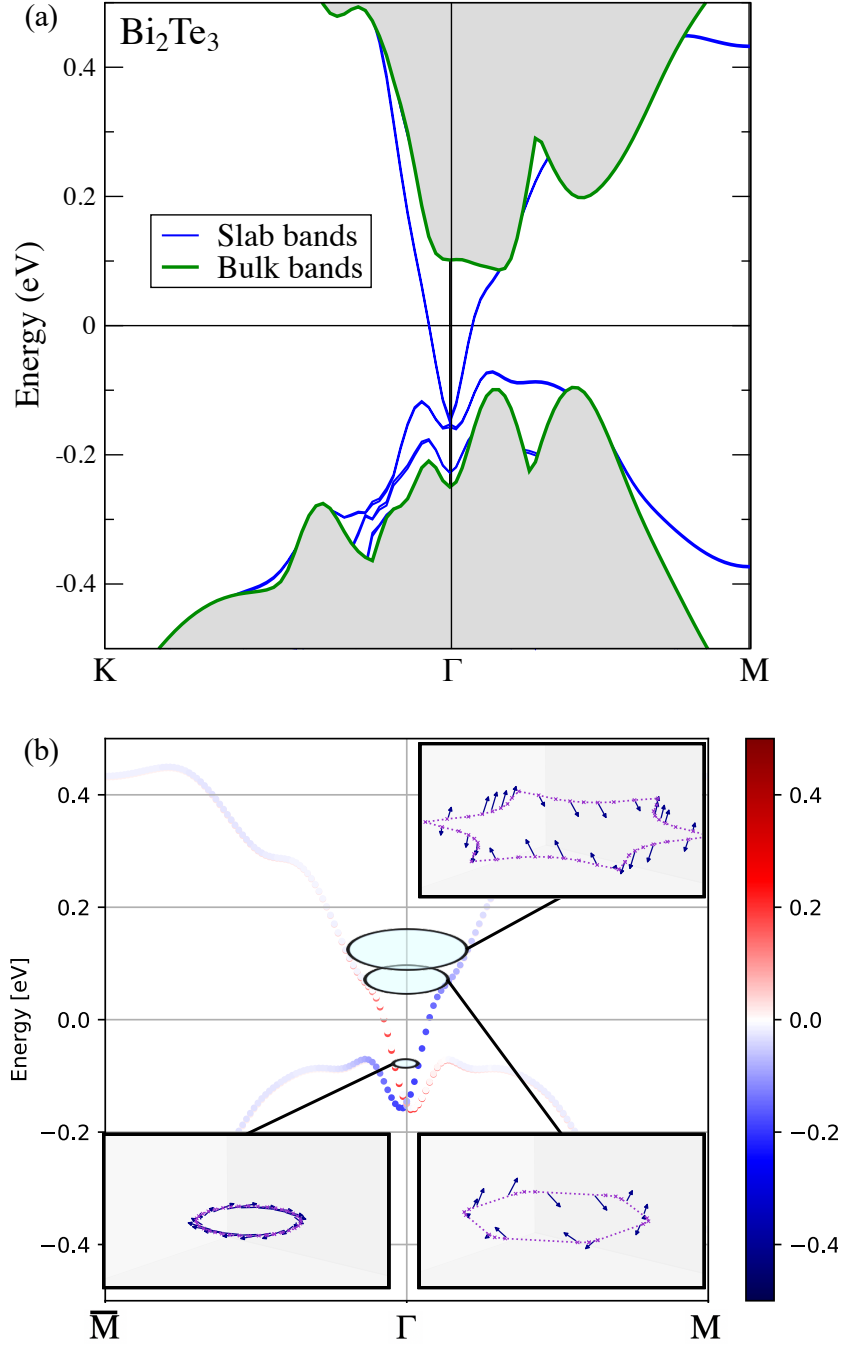 (a)
Bi₂Te₃
0.4
0.2
0
-0.2
-0.4
Energy (eV)
Slab bands
Bulk bands
K
Γ
M
(b)
0.4
0.2
0.0
−0.2
−0.4
Energy [eV]
M̅
Γ
M
0.4
0.2
0.0
−0.2
−0.4